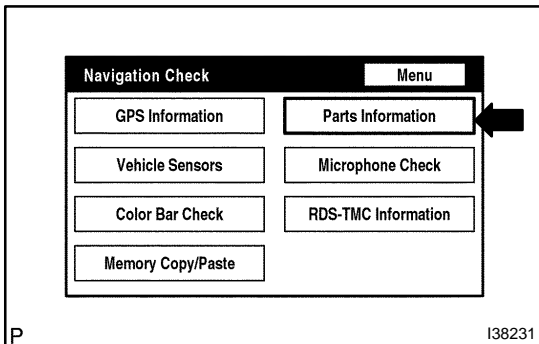 Navigation Check Menu
GPS Information Parts Information
Vehicle Sensors Microphone Check
Color Bar Check RDS-TMC Information
Memory Copy/Paste
P I38231